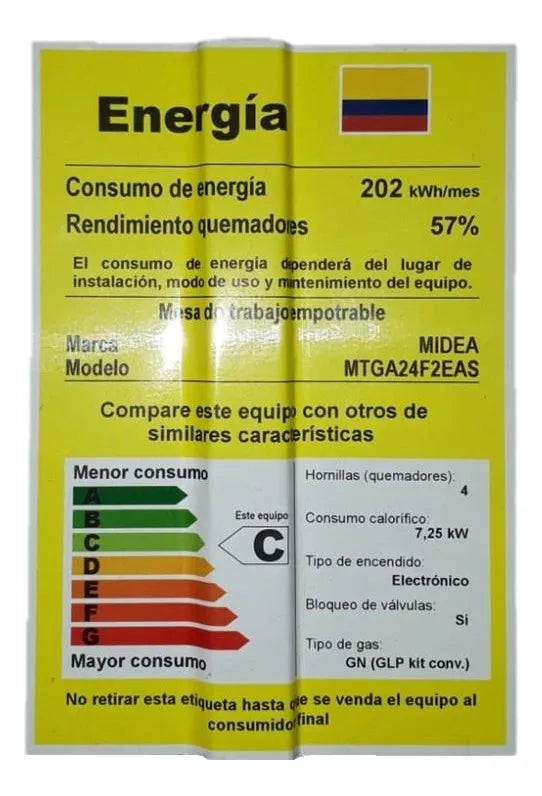 Energía
Consumo de energía 202 kWh/mes
Rendimiento quemadores 57%
El consumo de energía dependerá del lugar de
instalación, modo de uso y mantenimiento del equipo.
Mesa de trabajo empotrable
Marca MIDEA
Modelo MTGA24F2EAS
Compare este equipo con otros de
similares características
Menor consumo
A
B
C
D
E
F
G
Mayor consumo
Este equipo
C
Hornillas (quemadores):
4
Consumo calorífico:
7,25 kW
Tipo de encendido:
Electrónico
Bloqueo de válvulas:
Si
Tipo de gas:
GN (GLP kit conv.)
No retirar esta etiqueta hasta que se venda el equipo al
consumidor final